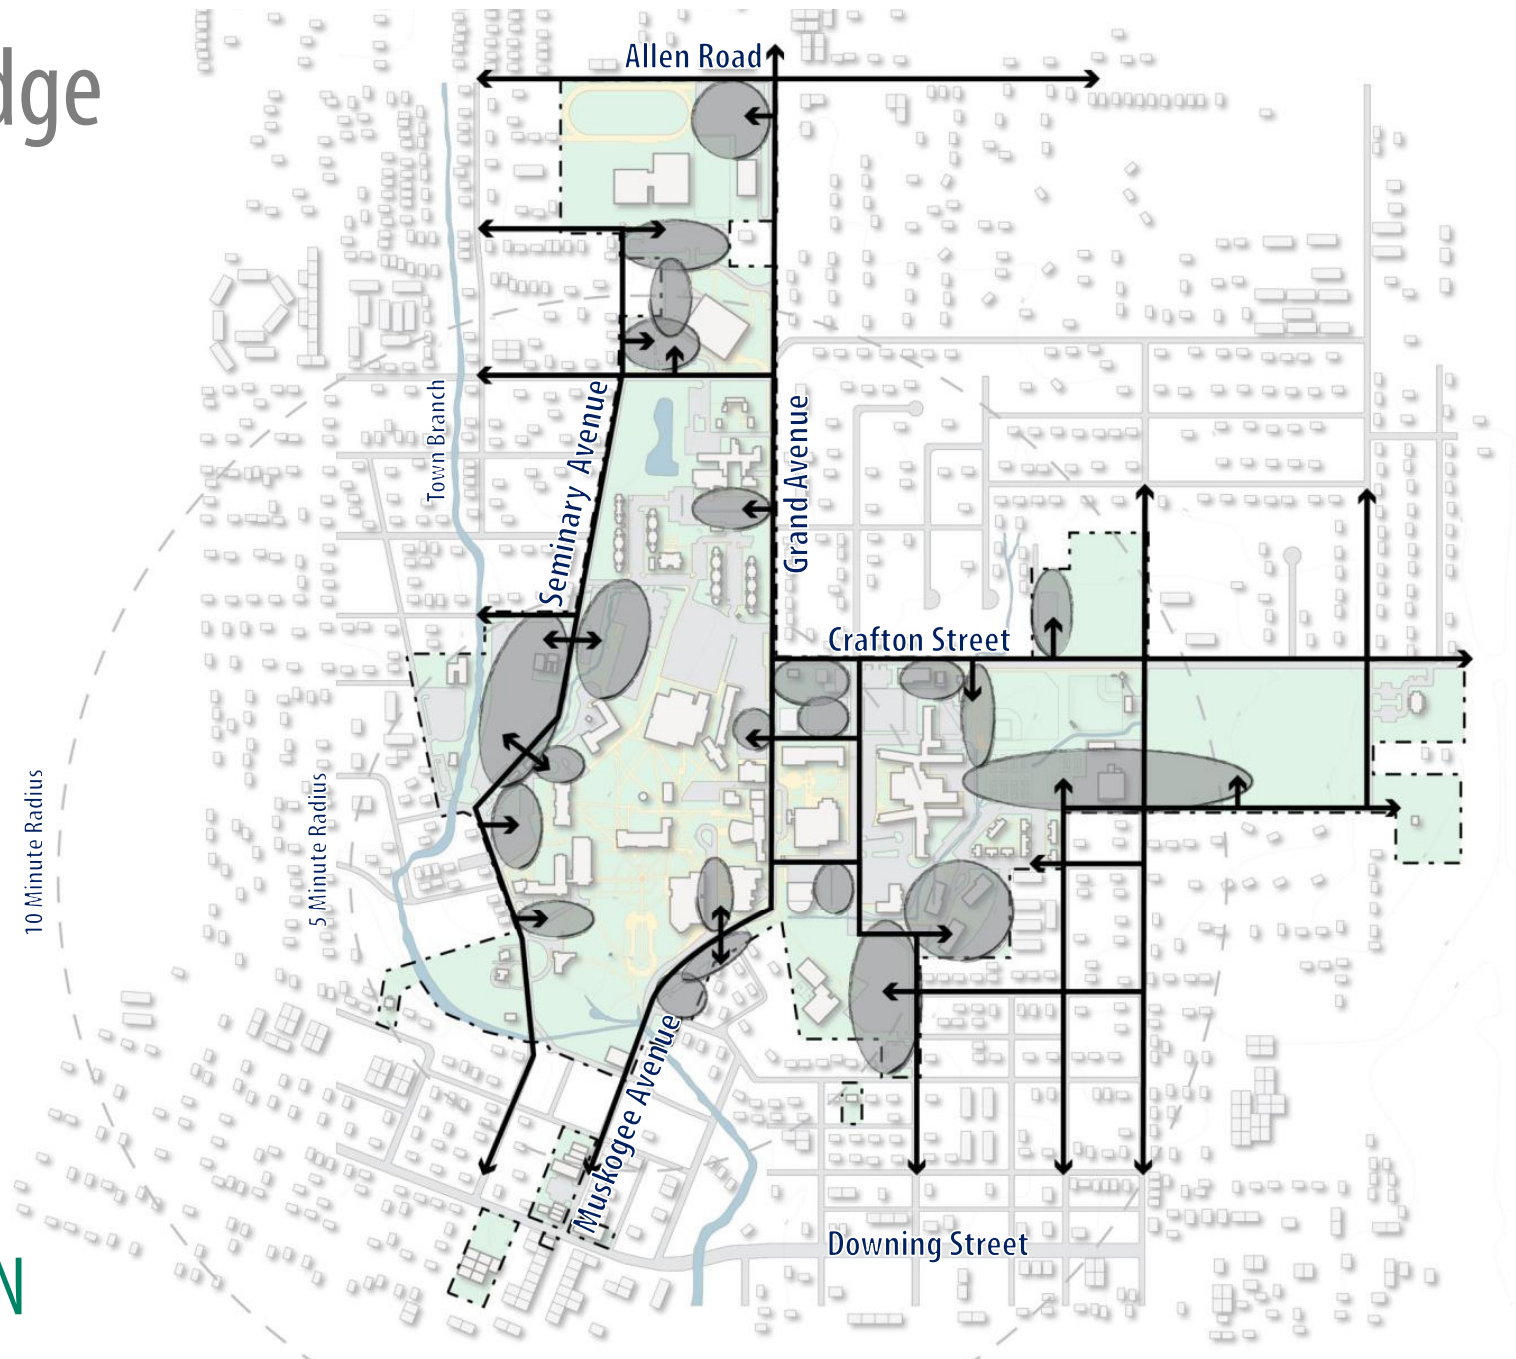 dge
Allen Road
Town Branch
Seminary Avenue
Grand Avenue
Crafton Street
10 Minute Radius
5 Minute Radius
Muskogee Avenue
Downing Street
N